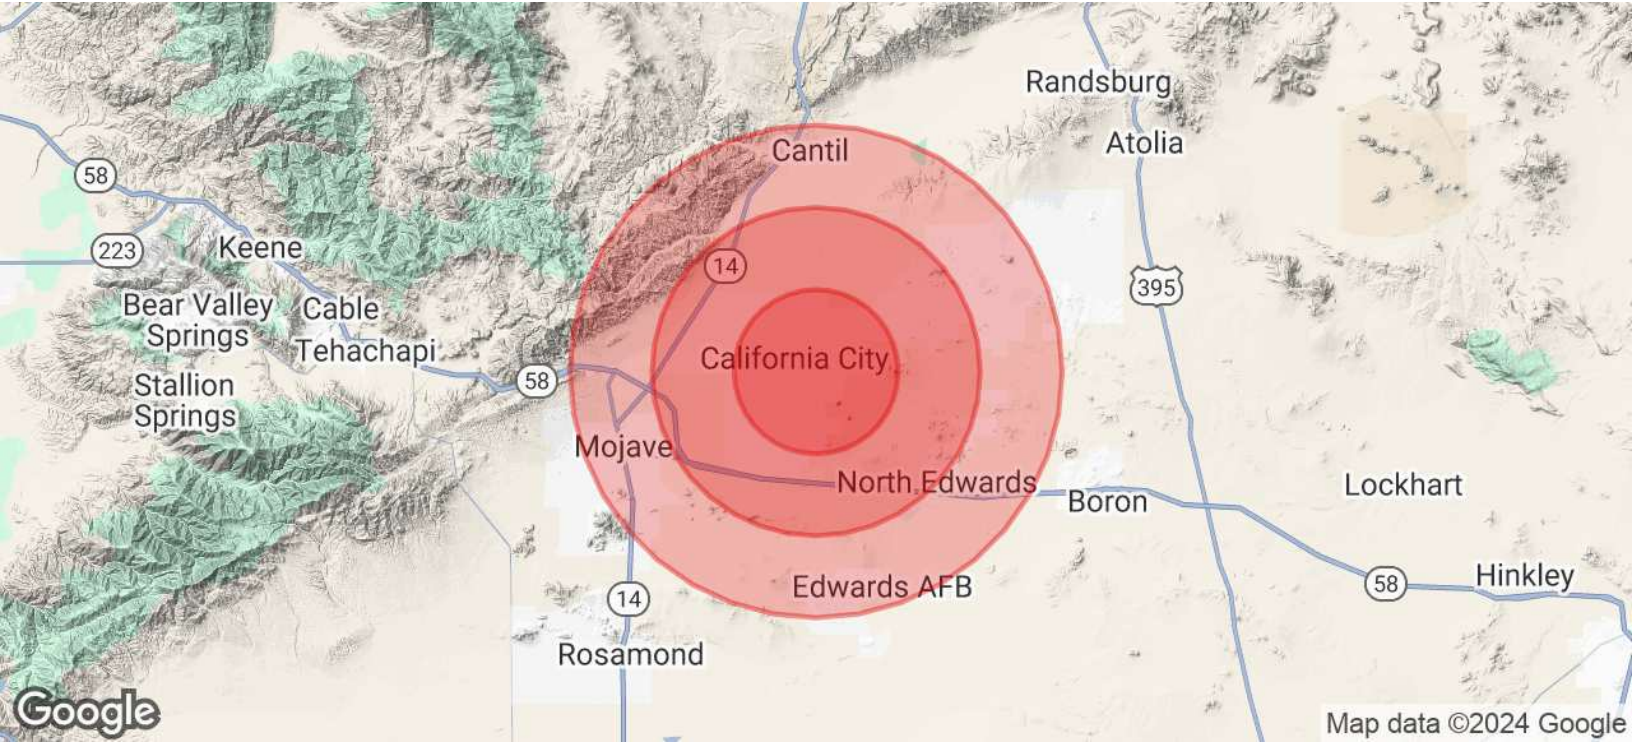 Randsburg
Atolia
Cantil
58
223
Keene
14
395
Bear Valley
Springs
Cable
Tehachapi
California City
58
Stallion
Springs
Mojave
North Edwards
Boron
Lockhart
14
Edwards AFB
58
Hinkley
Rosamond
Google
Map data ©2024 Google